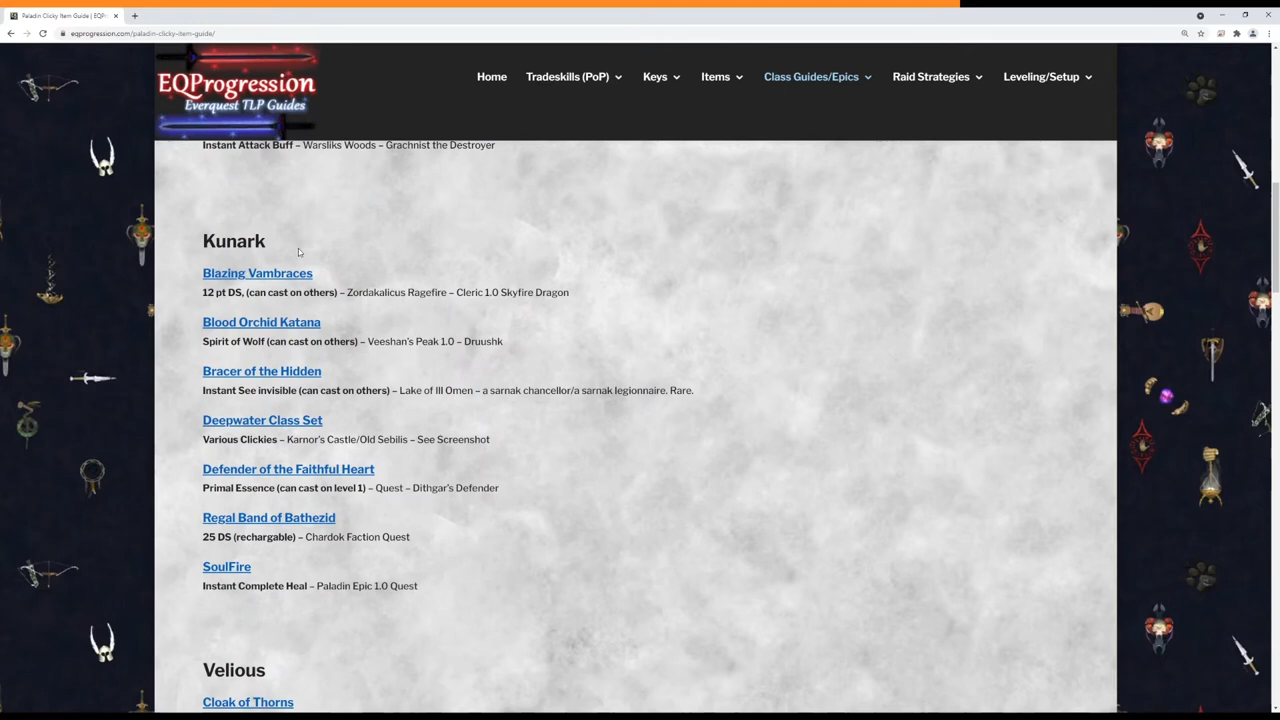 Paladin Clicky Item Guide | EQPr
eqprogression.com/paladin-clicky-item-guide/
EQProgression
Everquest TLP Guides
Home
Tradeskills (PoP)
Keys
Items
Class Guides/Epics
Raid Strategies
Leveling/Setup
Instant Attack Buff – Warsliks Woods – Grachnist the Destroyer
Kunark
Blazing Vambraces
12 pt DS, (can cast on others) – Zordakalicus Ragefire – Cleric 1.0 Skyfire Dragon
Blood Orchid Katana
Spirit of Wolf (can cast on others) – Veeshan's Peak 1.0 – Druushk
Bracer of the Hidden
Instant See invisible (can cast on others) – Lake of Ill Omen – a sarnak chancellor/a sarnak legionnaire. Rare.
Deepwater Class Set
Various Clickies – Karnor's Castle/Old Sebilis – See Screenshot
Defender of the Faithful Heart
Primal Essence (can cast on level 1) – Quest – Dithgar's Defender
Regal Band of Bathezid
25 DS (rechargable) – Chardok Faction Quest
SoulFire
Instant Complete Heal – Paladin Epic 1.0 Quest
Velious
Cloak of Thorns